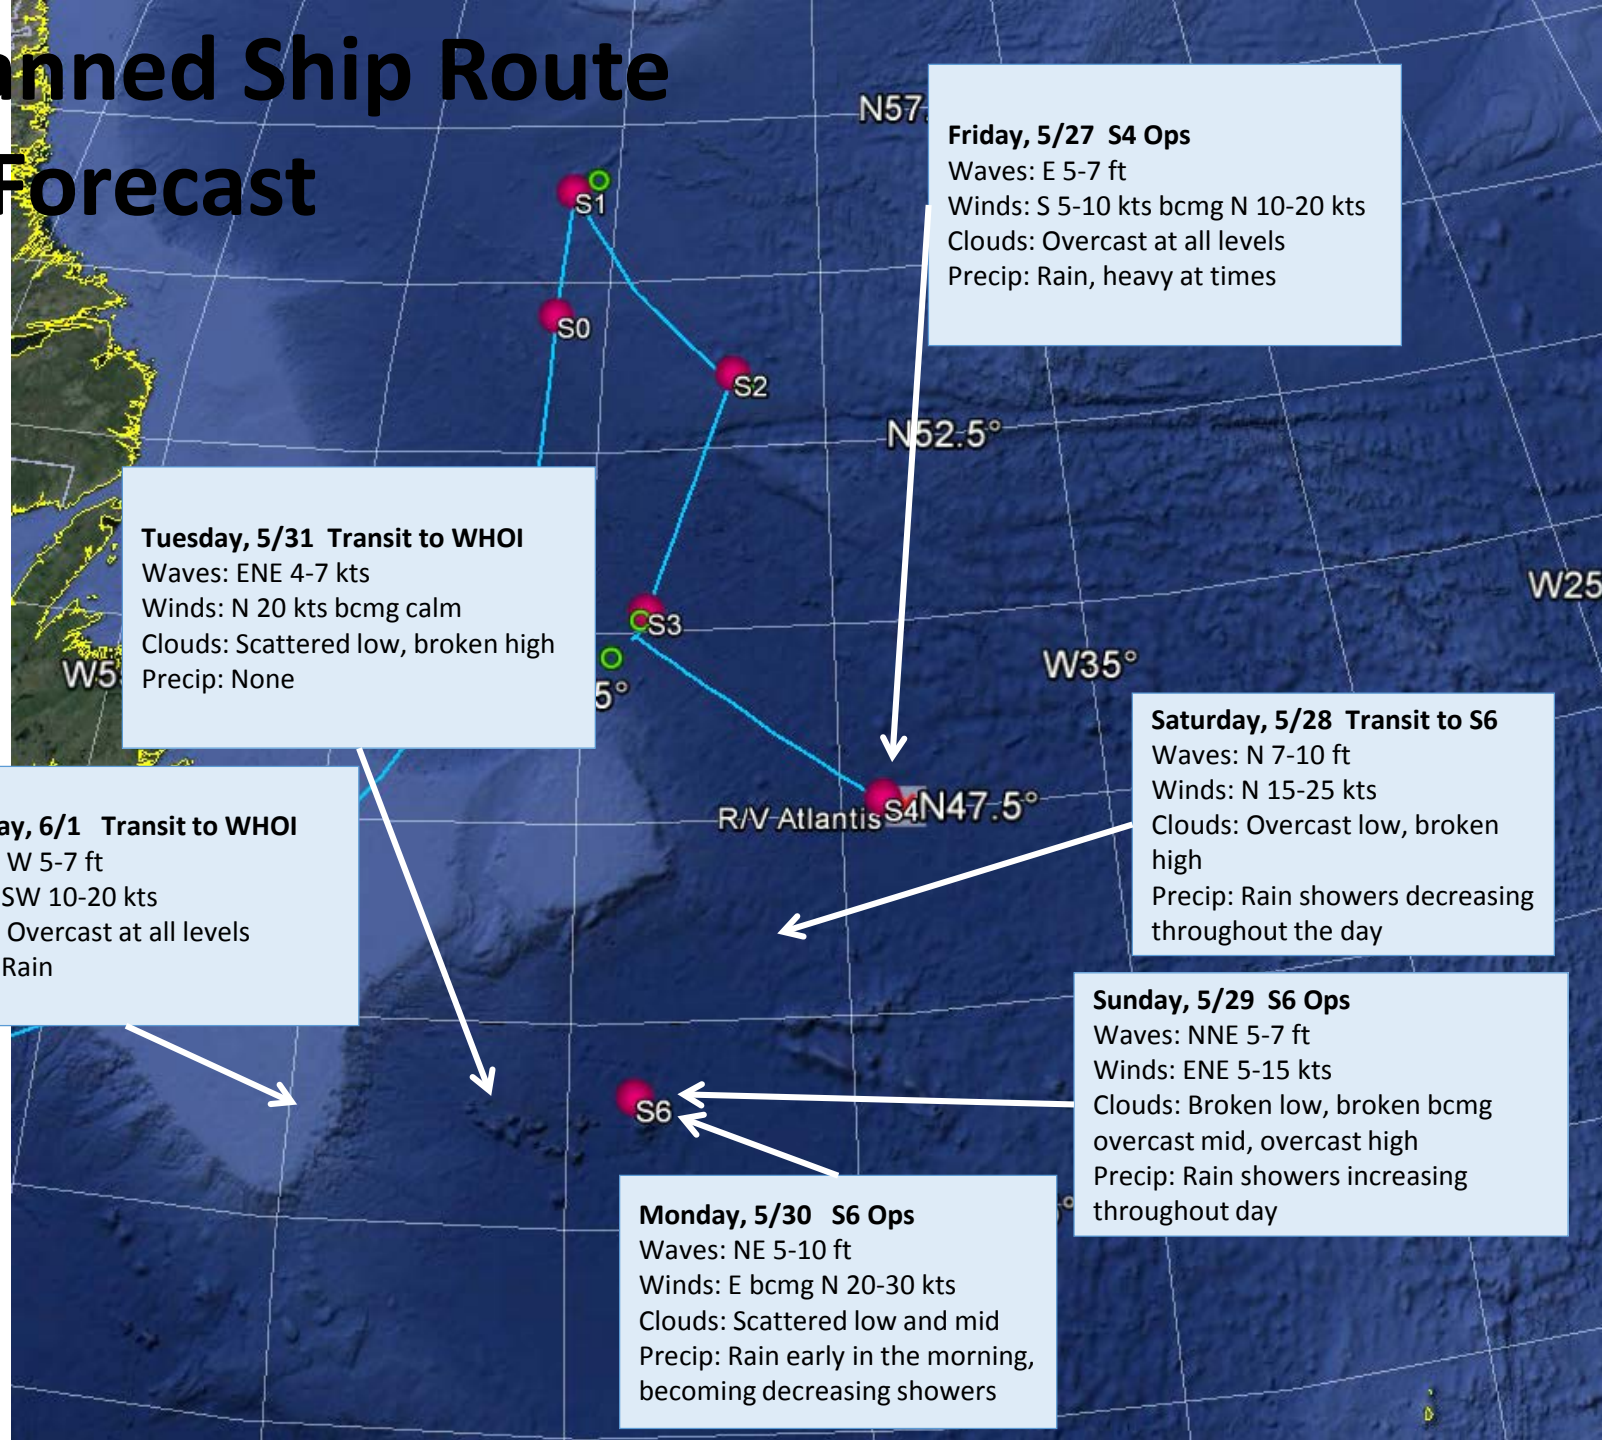 anned Ship Route
Forecast
N57.
Friday, 5/27 S4 Ops
Waves: E 5-7 ft
Winds: S 5-10 kts bcmg N 10-20 kts
Clouds: Overcast at all levels
Precip: Rain, heavy at times
S1
S0
S2
N52.5°
Tuesday, 5/31 Transit to WHOI
Waves: ENE 4-7 kts
Winds: N 20 kts bcmg calm
Clouds: Scattered low, broken high
Precip: None
W25
S3
W5
5°
W35°
Saturday, 5/28 Transit to S6
Waves: N 7-10 ft
Winds: N 15-25 kts
Clouds: Overcast low, broken
high
Precip: Rain showers decreasing
throughout the day
R/V Atlantis
S4
N47.5°
ay, 6/1 Transit to WHOI
W 5-7 ft
SW 10-20 kts
Overcast at all levels
Rain
Sunday, 5/29 S6 Ops
Waves: NNE 5-7 ft
Winds: ENE 5-15 kts
Clouds: Broken low, broken bcmg
overcast mid, overcast high
Precip: Rain showers increasing
throughout day
S6
Monday, 5/30 S6 Ops
Waves: NE 5-10 ft
Winds: E bcmg N 20-30 kts
Clouds: Scattered low and mid
Precip: Rain early in the morning,
becoming decreasing showers